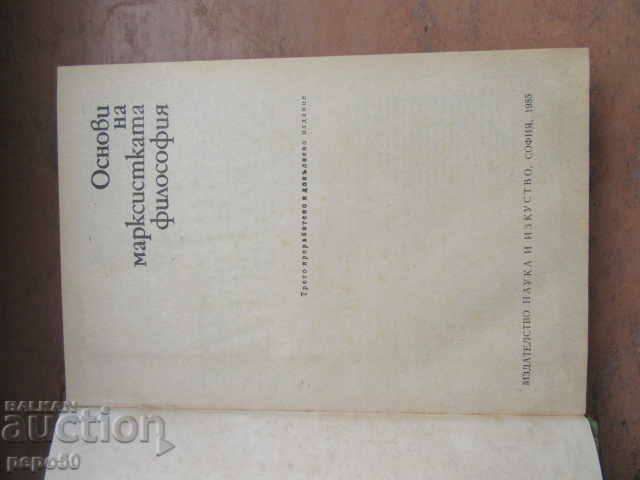 Основи
на
марксистката
философия
Трето преработено и допълнено издание
ИЗДАТЕЛСТВО НАУКА И ИЗКУСТВО, СОФИЯ, 1985
BALKAN
auction
pepo50